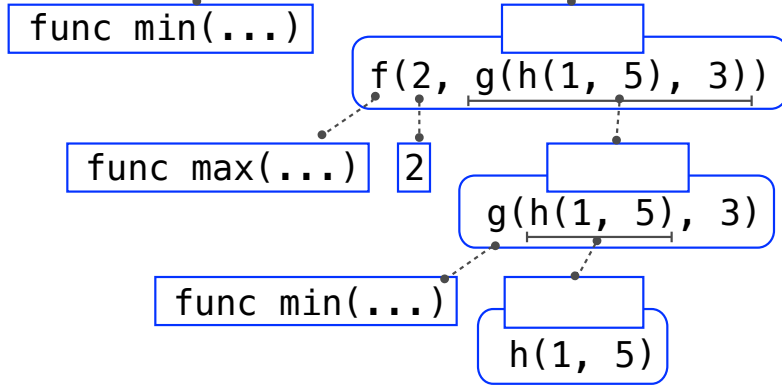 func min(...)
f(2, g(h(1, 5), 3))
func max(...)
2
g(h(1, 5), 3)
func min(...)
h(1, 5)